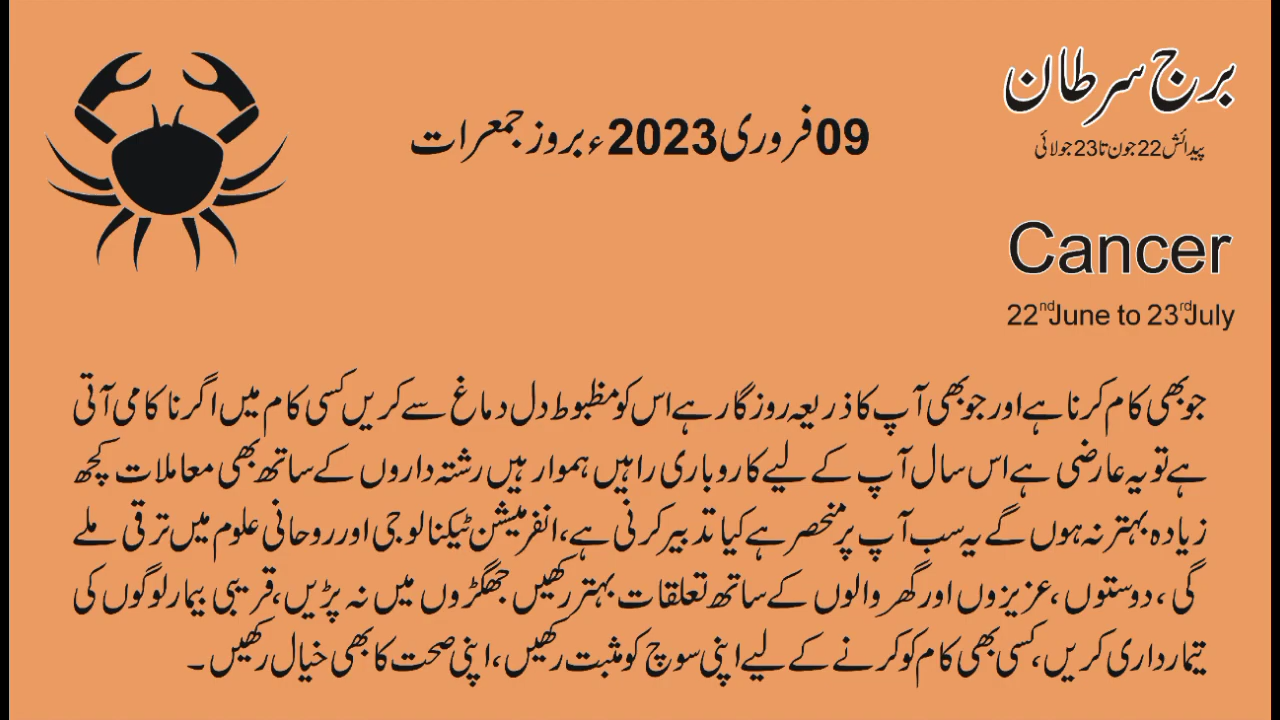 برج سرطان
پیدائش 22 جون تا 23 جولائی
09 فروری 2023ء بروز جمعرات
Cancer
22nd June to 23rd July
جو بھی کام کرنا ہے اور جو بھی آپ کا ذریعہ روزگار ہے اس کو مظبوط دل دماغ سے کریں کسی کام میں اگر ناکامی آتی
ہے تو یہ عارضی ہے اس سال آپ کے لیے کاروباری راہیں ہموار ہیں رشتہ داروں کے ساتھ بھی معاملات کچھ
زیادہ بہتر نہ ہوں گے یہ سب آپ پر منحصر ہے کیا تدبیر کرنی ہے، انفرمیشن ٹیکنالوجی اور روحانی علوم میں ترقی ملے
گی ، دوستوں ، عزیزوں اور گھر والوں کے ساتھ تعلقات بہتر رکھیں جھگڑوں میں نہ پڑیں، قریبی بیمار لوگوں کی
تیمارداری کریں، کسی بھی کام کو کرنے کے لیے اپنی سوچ کو مثبت رکھیں، اپنی صحت کا بھی خیال رکھیں ۔